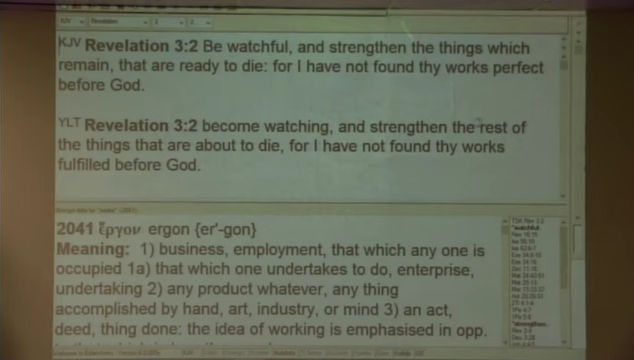 KJV Revelation 3:2 Be watchful, and strengthen the things which
remain, that are ready to die: for I have not found thy works perfect
before God.
YLT Revelation 3:2 become watching, and strengthen the rest of
the things that are about to die, for I have not found thy works
fulfilled before God.
2041 ἔργον ergon {er'-gon}
Meaning: 1) business, employment, that which any one is
occupied 1a) that which one undertakes to do, enterprise,
undertaking 2) any product whatever, any thing
accomplished by hand, art, industry, or mind 3) an act,
deed, thing done: the idea of working is emphasised in opp.